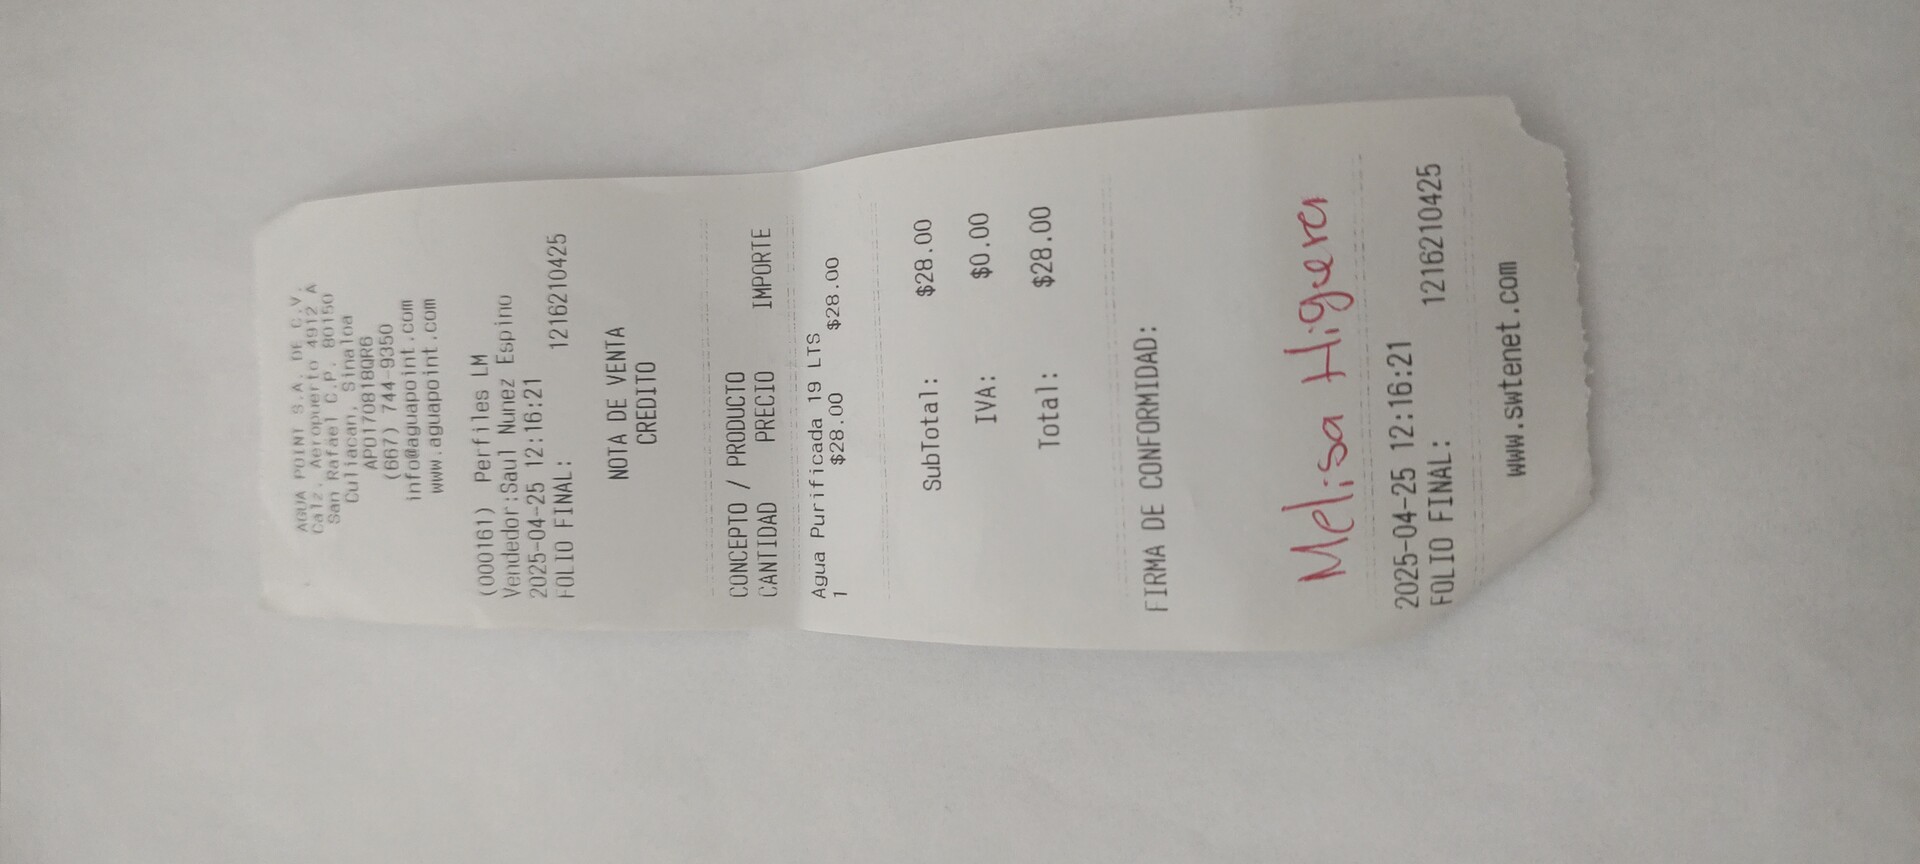 AGUA POINT S.A. DE C.V.
Calz. Aeropuerto 4912 A
San Rafael C.P. 80150
Culiacan, Sinaloa
APO170818QR6
(667) 744-9350
info@aguapoint.com
www.aguapoint.com
(000161) Perfiles LM
Vendedor:Saul Nunez Espino
2025-04-25 12:16:21
FOLIO FINAL: 1216210425
NOTA DE VENTA
CREDITO
CONCEPTO / PRODUCTO
CANTIDAD PRECIO IMPORTE
Agua Purificada 19 LTS
1 $28.00 $28.00
SubTotal: $28.00
IVA: $0.00
Total: $28.00
FIRMA DE CONFORMIDAD:
Melisa Higuera
2025-04-25 12:16:21
FOLIO FINAL: 1216210425
www.swtenet.com